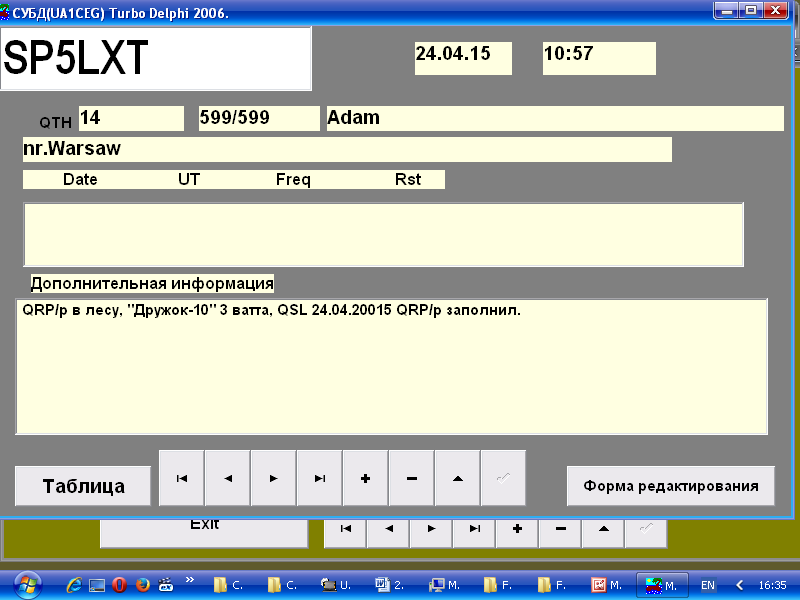 СУБД(UA1CEG) Turbo Delphi 2006.
SP5LXT
24.04.15
10:57
QTH 14
599/599
Adam
nr.Warsaw
Date UT Freq Rst
Дополнительная информация
QRP/p в лесу, "Дружок-10" 3 ватта, QSL 24.04.20015 QRP/p заполнил.
Таблица
Форма редактирования
Exit
C. C. U. 2. M. F. F. M. M. EN 16:35